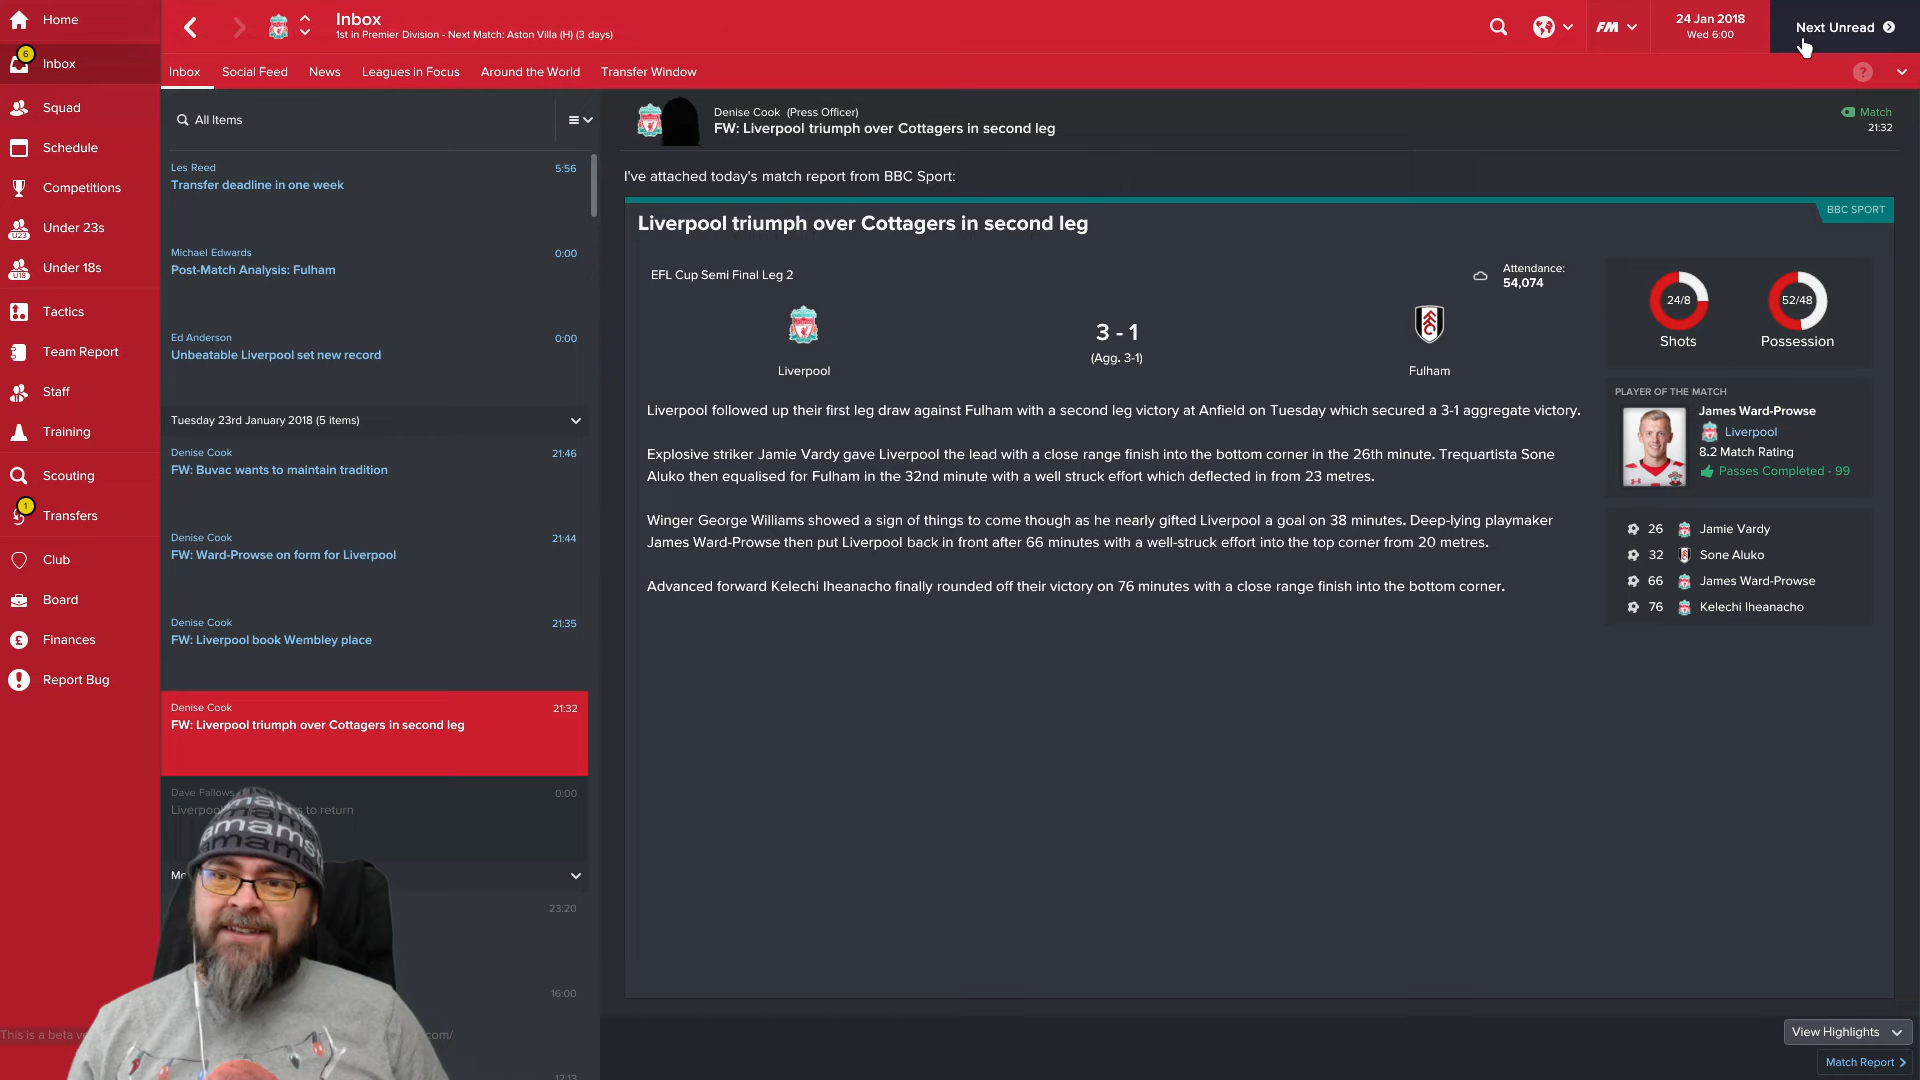 Home
6
Inbox
Squad
Schedule
Competitions
U23
Under 23s
U18
Under 18s
Tactics
Team Report
Staff
Training
Scouting
1
Transfers
Club
Board
Finances
Report Bug
Inbox
1st in Premier Division - Next Match: Aston Villa (H) (3 days)
FM
24 Jan 2018
Wed 6:00
Next Unread
Inbox
Social Feed
News
Leagues in Focus
Around the World
Transfer Window
?
All Items
Les Reed
5:56
Transfer deadline in one week
Michael Edwards
0:00
Post-Match Analysis: Fulham
Ed Anderson
0:00
Unbeatable Liverpool set new record
Tuesday 23rd January 2018 (5 items)
Denise Cook
21:46
FW: Buvac wants to maintain tradition
Denise Cook
21:44
FW: Ward-Prowse on form for Liverpool
Denise Cook
21:35
FW: Liverpool book Wembley place
Denise Cook
21:32
FW: Liverpool triumph over Cottagers in second leg
Dave Fallows
0:00
Liverpool
s to return
23:20
16:00
12:13
This is a beta
com/
Denise Cook (Press Officer)
FW: Liverpool triumph over Cottagers in second leg
Match
21:32
I've attached today's match report from BBC Sport:
BBC SPORT
Liverpool triumph over Cottagers in second leg
EFL Cup Semi Final Leg 2
Attendance:
54,074
3 - 1
(Agg. 3-1)
Liverpool
Fulham
Liverpool followed up their first leg draw against Fulham with a second leg victory at Anfield on Tuesday which secured a 3-1 aggregate victory.
Explosive striker Jamie Vardy gave Liverpool the lead with a close range finish into the bottom corner in the 26th minute. Trequartista Sone
Aluko then equalised for Fulham in the 32nd minute with a well struck effort which deflected in from 23 metres.
Winger George Williams showed a sign of things to come though as he nearly gifted Liverpool a goal on 38 minutes. Deep-lying playmaker
James Ward-Prowse then put Liverpool back in front after 66 minutes with a well-struck effort into the top corner from 20 metres.
Advanced forward Kelechi Iheanacho finally rounded off their victory on 76 minutes with a close range finish into the bottom corner.
24/8
Shots
52/48
Possession
PLAYER OF THE MATCH
James Ward-Prowse
Liverpool
8.2 Match Rating
Passes Completed - 99
26 Jamie Vardy
32 Sone Aluko
66 James Ward-Prowse
76 Kelechi Iheanacho
View Highlights
Match Report